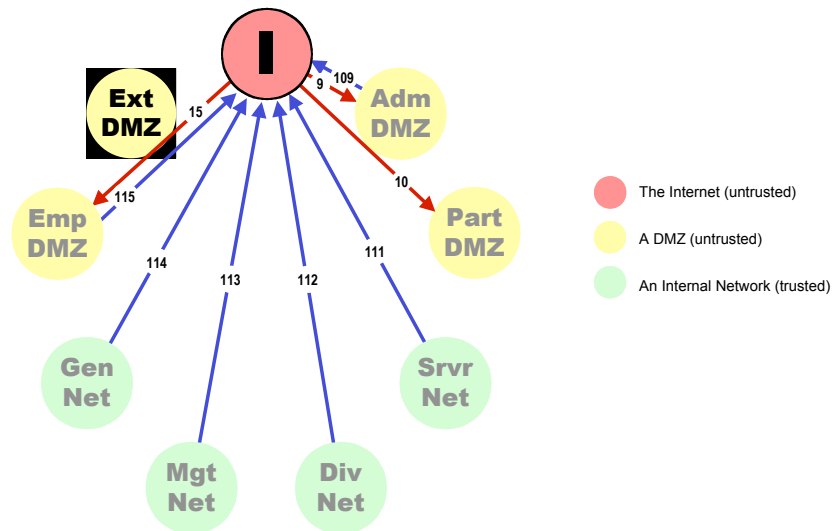 I
109
9
Ext
DMZ
15
Adm
DMZ
115
10
Emp
DMZ
Part
DMZ
114
113
112
111
Gen
Net
Srvr
Net
Mgt
Net
Div
Net
The Internet (untrusted)
A DMZ (untrusted)
An Internal Network (trusted)